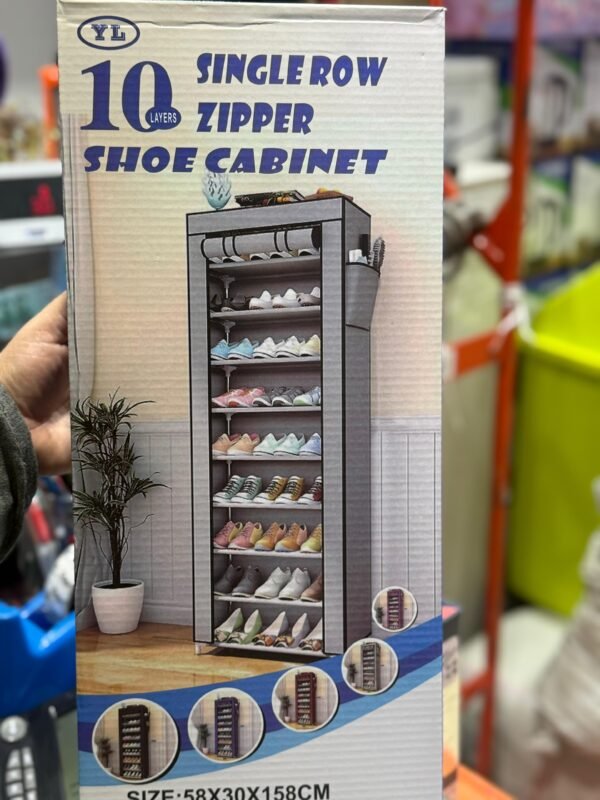 YL
10
LAYERS
SINGLE ROW
ZIPPER
SHOE CABINET
SIZE:58X30X158CM